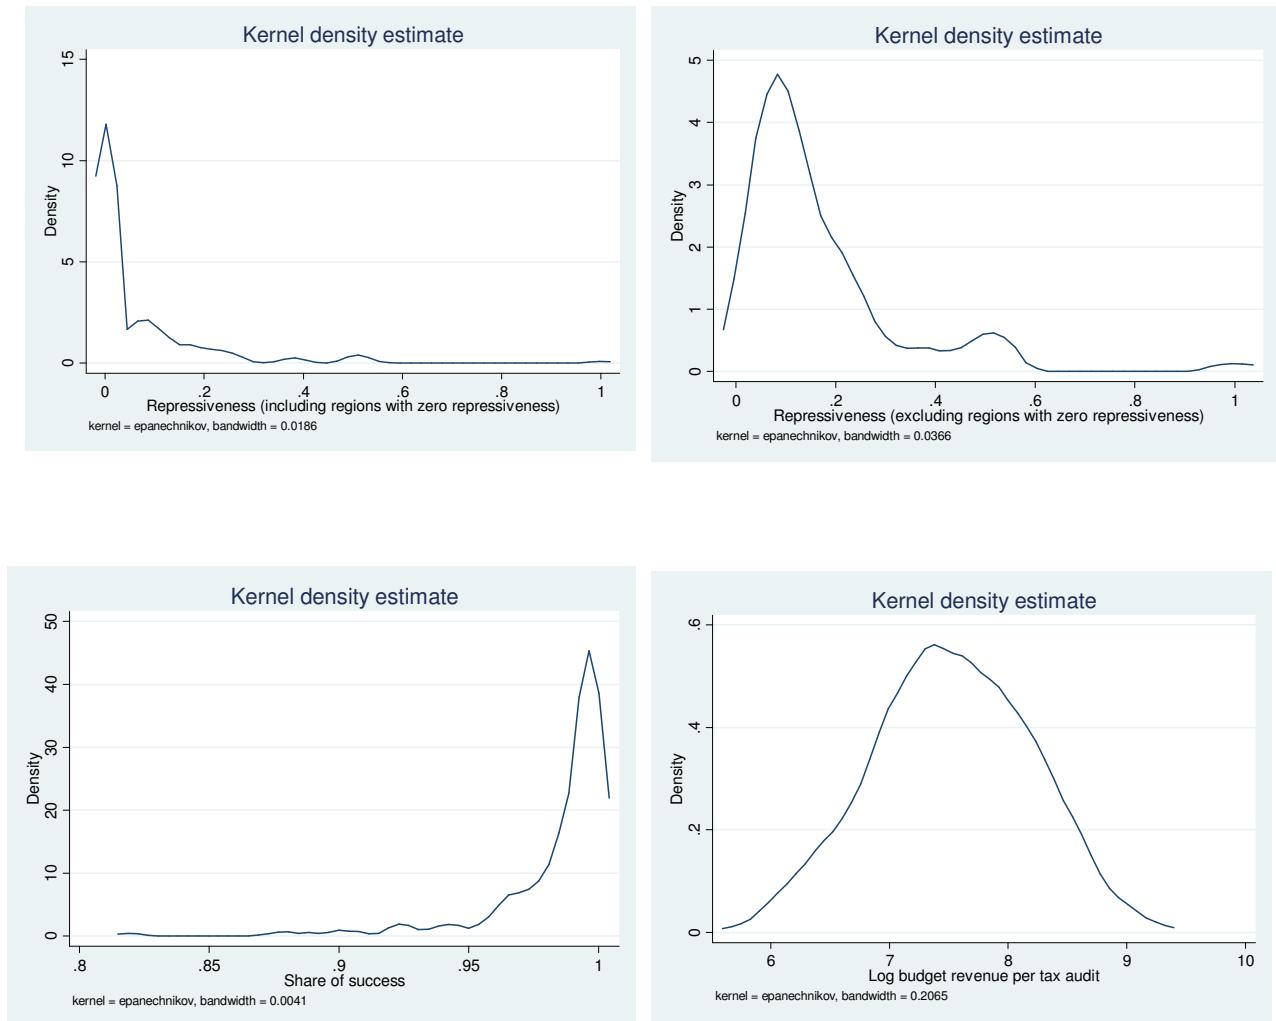 Kernel density estimate
15
10
5
0
Density
0 .2 .4 .6 .8 1
Repressiveness (including regions with zero repressiveness)
kernel = epanechnikov, bandwidth = 0.0186
Kernel density estimate
5
4
3
2
1
0
Density
0 .2 .4 .6 .8 1
Repressiveness (excluding regions with zero repressiveness)
kernel = epanechnikov, bandwidth = 0.0366
Kernel density estimate
50
40
30
20
10
0
Density
.8 .85 .9 .95 1
Share of success
kernel = epanechnikov, bandwidth = 0.0041
Kernel density estimate
.6
.4
.2
0
Density
6 7 8 9 10
Log budget revenue per tax audit
kernel = epanechnikov, bandwidth = 0.2065